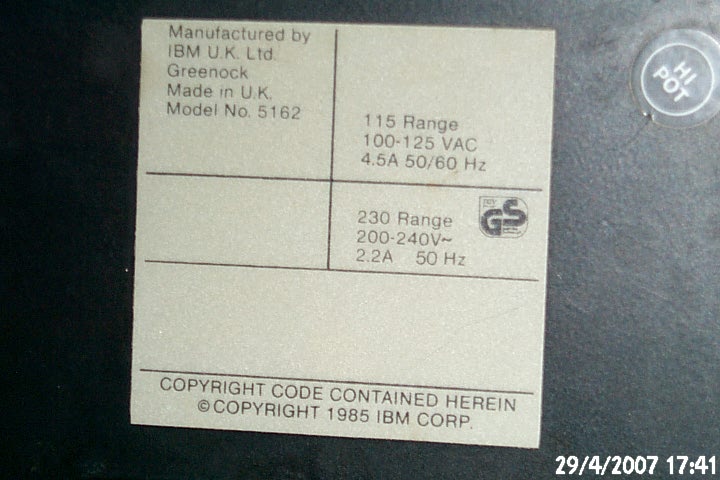 Manufactured by
IBM U.K. Ltd.
Greenock
Made in U.K.
Model No. 5162
115 Range
100-125 VAC
4.5A 50/60 Hz
230 Range
200-240V~
2.2A 50 Hz
GS
COPYRIGHT CODE CONTAINED HEREIN
©COPYRIGHT 1985 IBM CORP.
HI
POT
29/4/2007 17:41